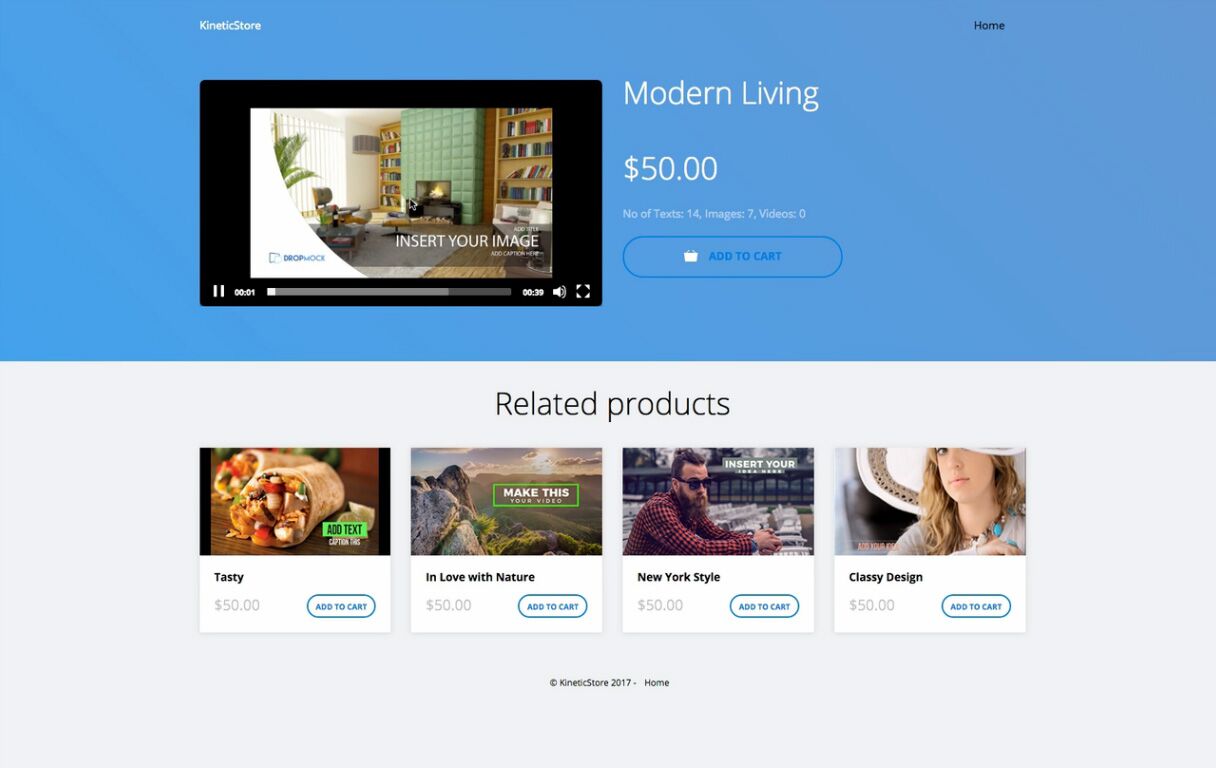 KineticStore
Home
Modern Living
$50.00
No of Texts: 14, Images: 7, Videos: 0
ADD TO CART
ADD TITLE
INSERT YOUR IMAGE
ADD CAPTION HERE
DROPMOCK
00:01
00:39
Related products
ADD TEXT
CAPTION THIS
MAKE THIS
YOUR VIDEO
INSERT YOUR
IDEA HERE
ADD YOUR IDEA
Tasty
In Love with Nature
New York Style
Classy Design
$50.00
ADD TO CART
$50.00
ADD TO CART
$50.00
ADD TO CART
$50.00
ADD TO CART
© KineticStore 2017 - Home